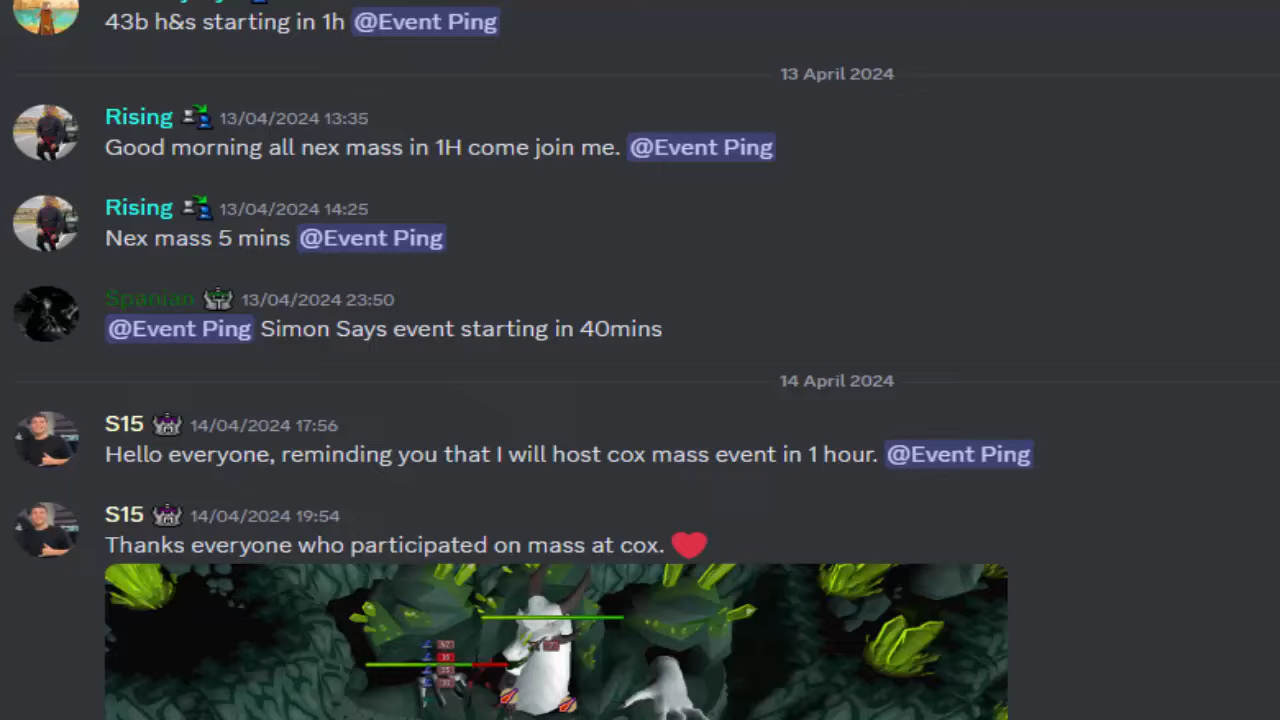 43b h&s starting in 1h @Event Ping
13 April 2024
Rising 13/04/2024 13:35
Good morning all nex mass in 1H come join me. @Event Ping
Rising 13/04/2024 14:25
Nex mass 5 mins @Event Ping
Spanian 13/04/2024 23:50
@Event Ping Simon Says event starting in 40mins
14 April 2024
S15 14/04/2024 17:56
Hello everyone, reminding you that I will host cox mass event in 1 hour. @Event Ping
S15 14/04/2024 19:54
Thanks everyone who participated on mass at cox.